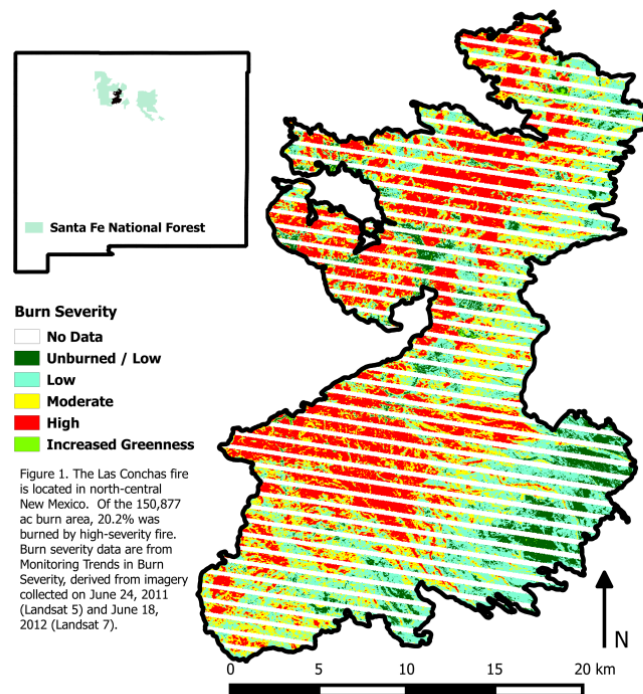 Santa Fe National Forest
Burn Severity
No Data
Unburned / Low
Low
Moderate
High
Increased Greenness
Figure 1. The Las Conchas fire
is located in north-central
New Mexico. Of the 150,877
ac burn area, 20.2% was
burned by high-severity fire.
Burn severity data are from
Monitoring Trends in Burn
Severity, derived from imagery
collected on June 24, 2011
(Landsat 5) and June 18,
2012 (Landsat 7).
N
0 5 10 15 20 km